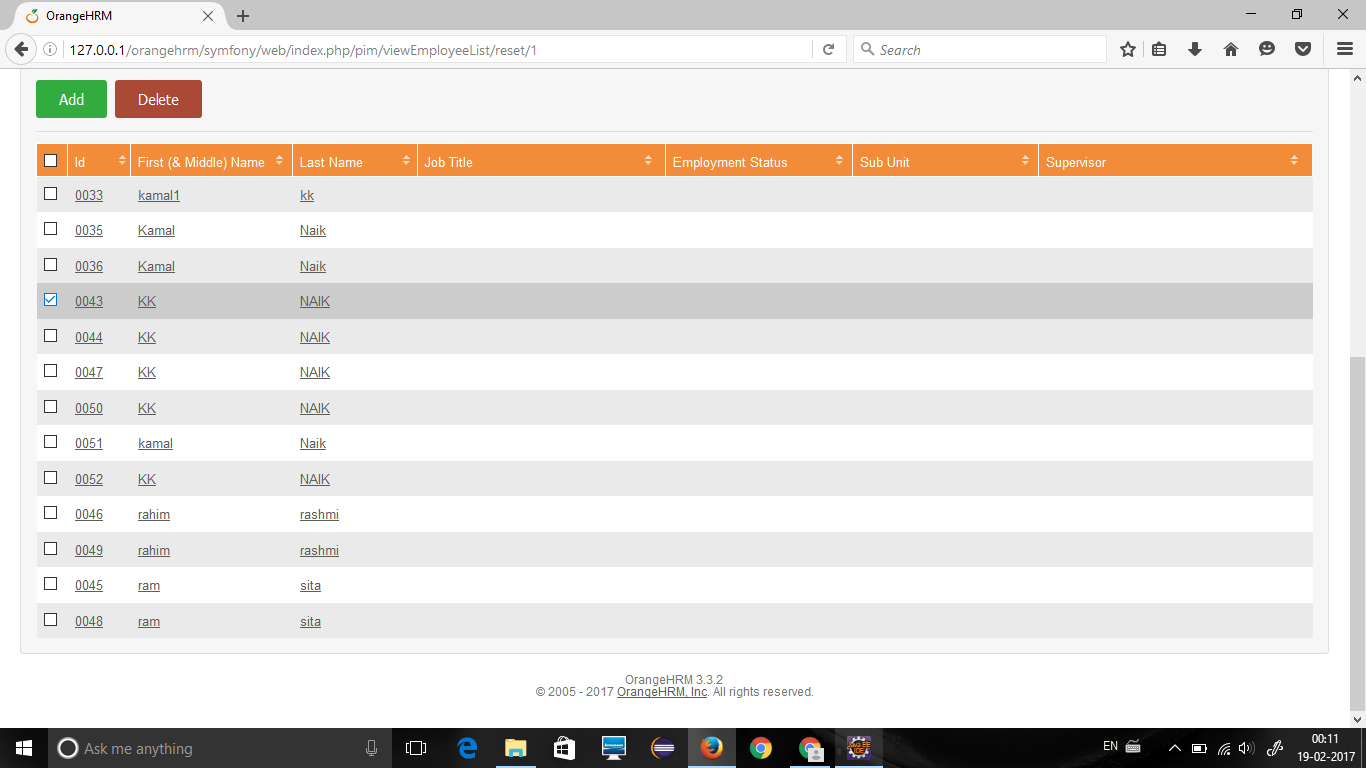 OrangeHRM
127.0.0.1/orangehrm/symfony/web/index.php/pim/viewEmployeeList/reset/1
Search
Add Delete
Id First (& Middle) Name Last Name Job Title Employment Status Sub Unit Supervisor
0033 kamal1 kk
0035 Kamal Naik
0036 Kamal Naik
0043 KK NAIK
0044 KK NAIK
0047 KK NAIK
0050 KK NAIK
0051 kamal Naik
0052 KK NAIK
0046 rahim rashmi
0049 rahim rashmi
0045 ram sita
0048 ram sita
OrangeHRM 3.3.2
© 2005 - 2017 OrangeHRM, Inc. All rights reserved.
Ask me anything
EN
00:11
19-02-2017